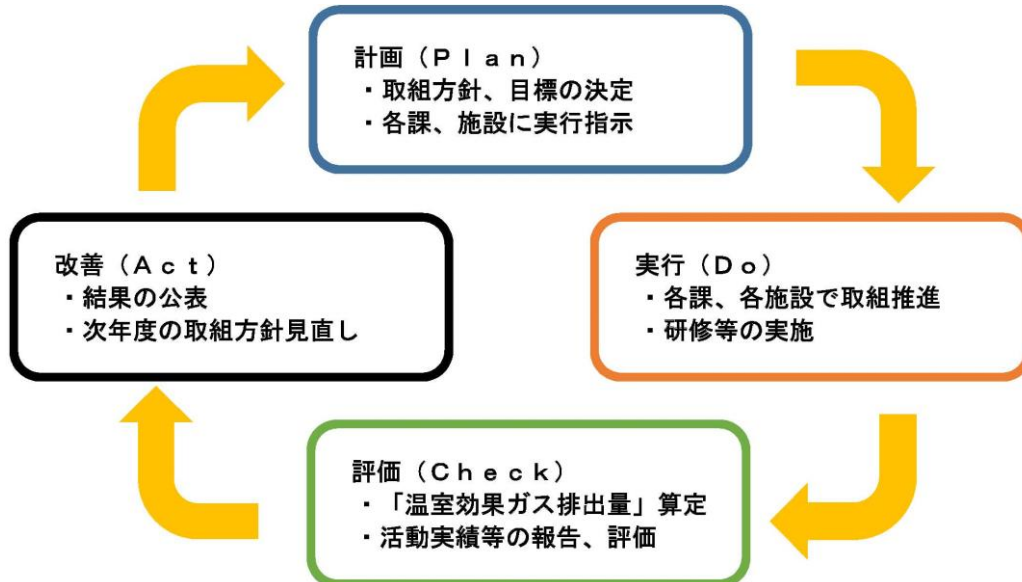 計画（Ｐｌａｎ）
・取組方針、目標の決定
・各課、施設に実行指示
実行（Ｄｏ）
・各課、各施設で取組推進
・研修等の実施
評価（Ｃｈｅｃｋ）
・「温室効果ガス排出量」算定
・活動実績等の報告、評価
改善（Ａｃｔ）
・結果の公表
・次年度の取組方針見直し